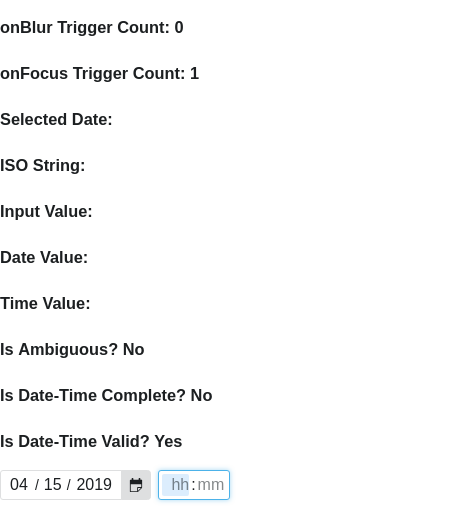 onBlur Trigger Count: 0
onFocus Trigger Count: 1
Selected Date:
ISO String:
Input Value:
Date Value:
Time Value:
Is Ambiguous? No
Is Date-Time Complete? No
Is Date-Time Valid? Yes
04 / 15 / 2019 hh:mm